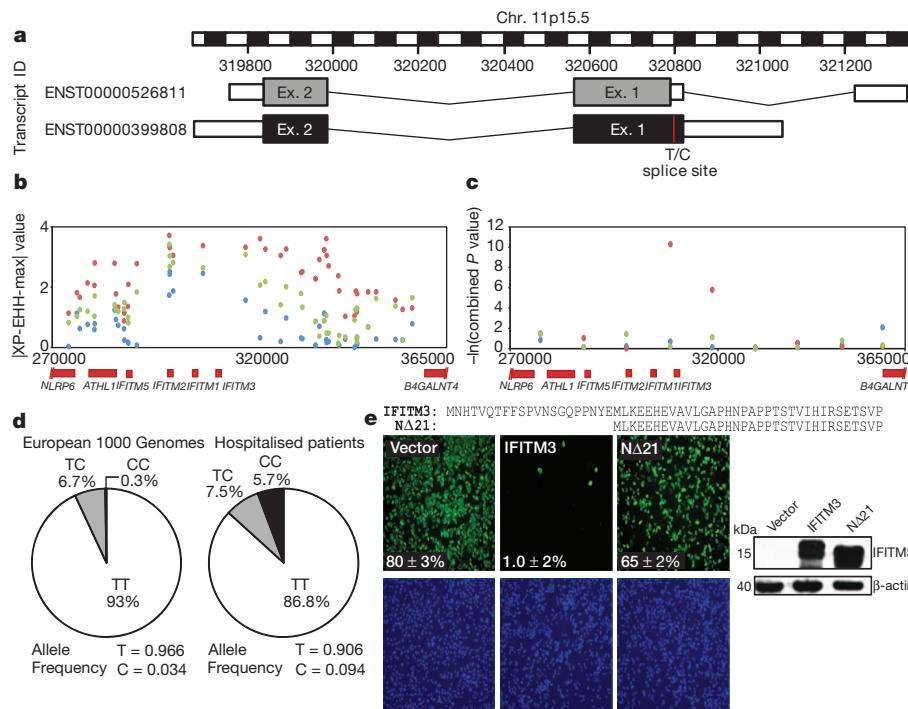 a
Chr. 11p15.5
319800 320000 320200 320400 320600 320800 321000 321200
Transcript ID
ENST00000526811
Ex. 2
Ex. 1
ENST00000399808
Ex. 2
Ex. 1
T/C
splice site
b
|XP-EHH-max| value
4
2
0
270000 320000 365000
NLRP6 ATHL1 IFITM5 IFITM2 IFITM1 IFITM3 B4GALNT4
c
–ln(combined P value)
12
10
8
6
4
2
0
270000 320000 365000
NLRP6 ATHL1 IFITM5 IFITM2 IFITM1 IFITM3 B4GALNT
d
European 1000 Genomes
TC
6.7%
CC
0.3%
TT
93%
Allele
Frequency
T = 0.966
C = 0.034
Hospitalised patients
TC
7.5%
CC
5.7%
TT
86.8%
Allele
Frequency
T = 0.906
C = 0.094
e
IFITM3: MNHTVQTFFSPVNSGQPPNYEMLKEEHEVAVLGAPHNPAPPTSTVIHIRSETSVP
NΔ21: MLKEEHEVAVLGAPHNPAPPTSTVIHIRSETSVP
Vector
IFITM3
NΔ21
80 ± 3%
1.0 ± 2%
65 ± 2%
kDa
Vector
IFITM3
NΔ21
15
IFITM3
40
β-actin